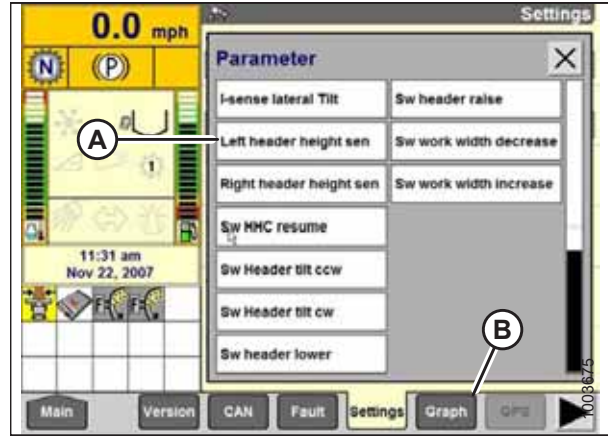 0.0 mph
Settings
N
(P)
Parameter
I-sense lateral Tilt
Sw header raise
A
Left header height sen
Sw work width decrease
Right header height sen
Sw work width increase
1
Sw HHC resume
11:31 am
Nov 22, 2007
Sw Header tilt ccw
Sw Header tilt cw
B
Sw header lower
Main
Version
CAN
Fault
Settings
Graph
GPS
1003675